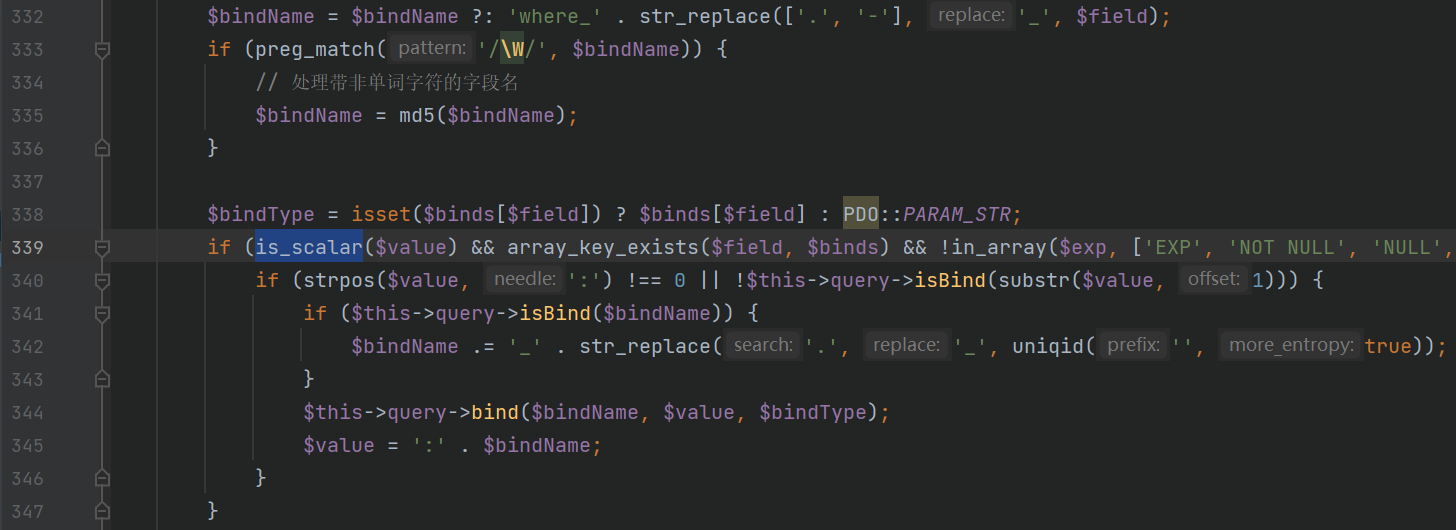 332 $bindName = $bindName ?: 'where_' . str_replace(['.', '-'], replace: '_', $field);
333 if (preg_match( pattern: '/\W/', $bindName)) {
334 // 处理带非单词字符的字段名
335 $bindName = md5($bindName);
336 }
337
338 $bindType = isset($binds[$field]) ? $binds[$field] : PDO::PARAM_STR;
339 if (is_scalar($value) && array_key_exists($field, $binds) && !in_array($exp, ['EXP', 'NOT NULL', 'NULL',
340 if (strpos($value, needle: ':') !== 0 || !$this->query->isBind(substr($value, offset: 1))) {
341 if ($this->query->isBind($bindName)) {
342 $bindName .= '_' . str_replace( search: '.', replace: '_', uniqid( prefix: '', more_entropy: true));
343 }
344 $this->query->bind($bindName, $value, $bindType);
345 $value = ':' . $bindName;
346 }
347 }